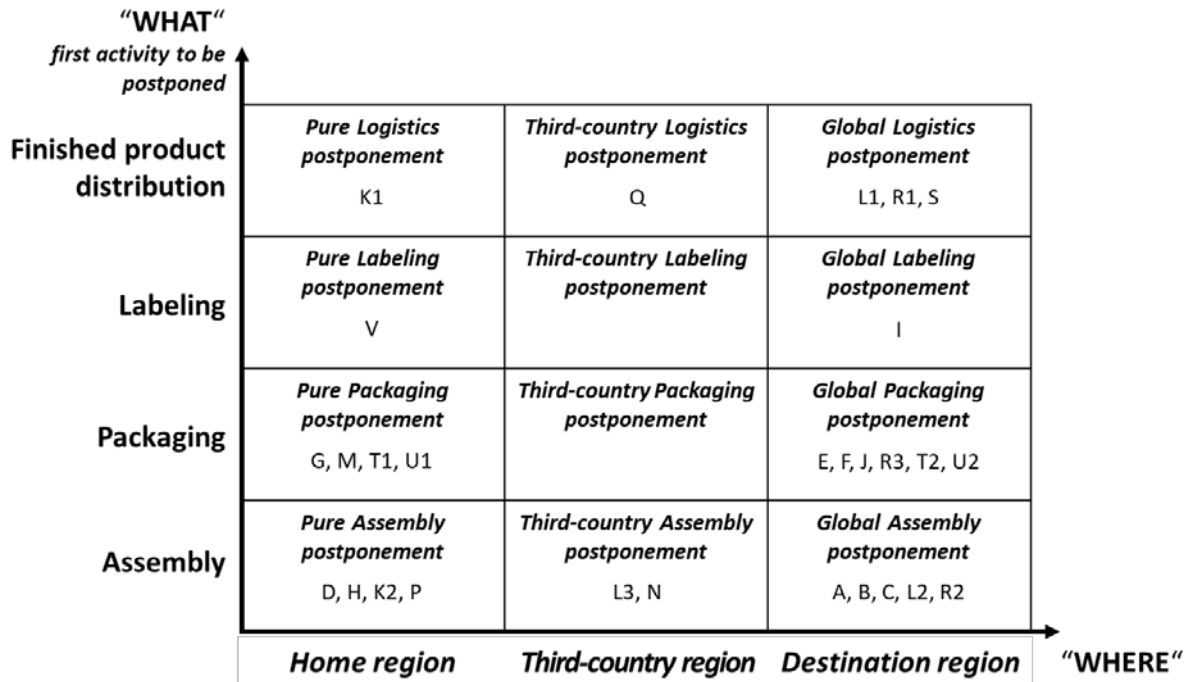 “WHAT“
first activity to be
postponed
Finished product
distribution
Pure Logistics
postponement
K1
Third-country Logistics
postponement
Q
Global Logistics
postponement
L1, R1, S
Labeling
Pure Labeling
postponement
V
Third-country Labeling
postponement
Global Labeling
postponement
I
Packaging
Pure Packaging
postponement
G, M, T1, U1
Third-country Packaging
postponement
Global Packaging
postponement
E, F, J, R3, T2, U2
Assembly
Pure Assembly
postponement
D, H, K2, P
Third-country Assembly
postponement
L3, N
Global Assembly
postponement
A, B, C, L2, R2
Home region
Third-country region
Destination region
“WHERE“